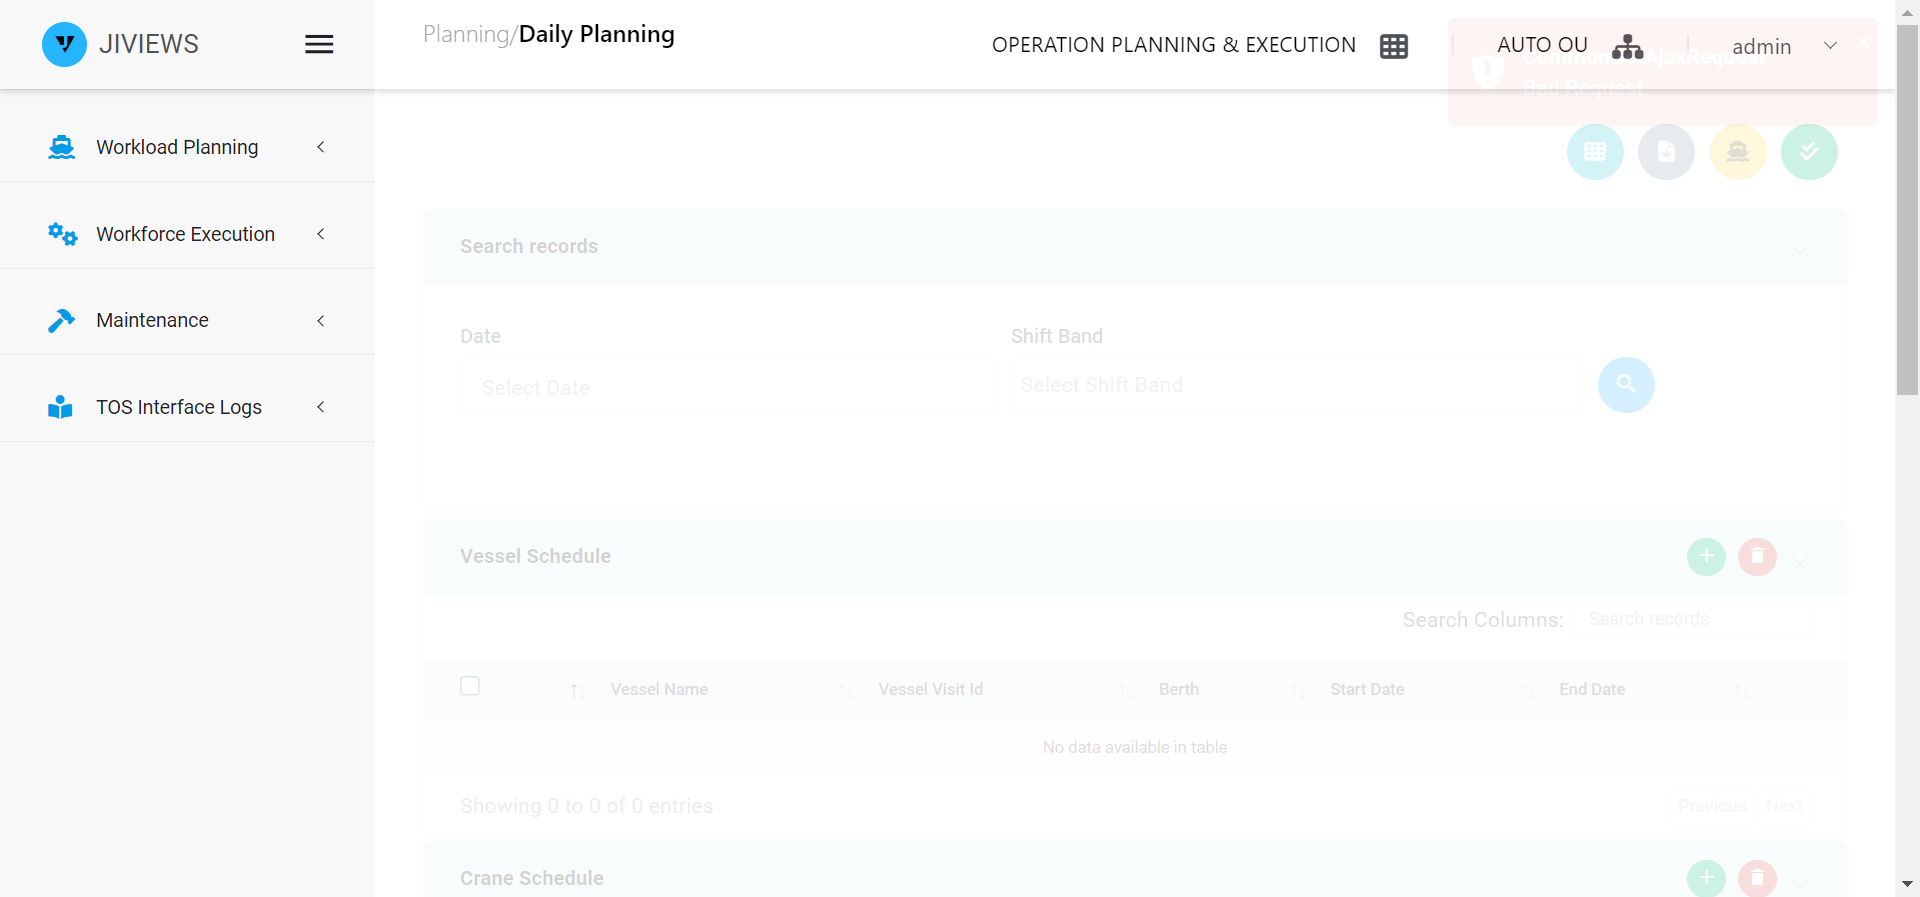 JIVIEWS
Planning/Daily Planning
OPERATION PLANNING & EXECUTION
AUTO OU
admin
AjaxRequest
Bad Request
Workload Planning
Workforce Execution
Maintenance
TOS Interface Logs
Search records
Date
Shift Band
Select Date
Select Shift Band
Vessel Schedule
Search Columns:
Search records
Vessel Name
Vessel Visit Id
Berth
Start Date
End Date
No data available in table
Showing 0 to 0 of 0 entries
Previous
Next
Crane Schedule